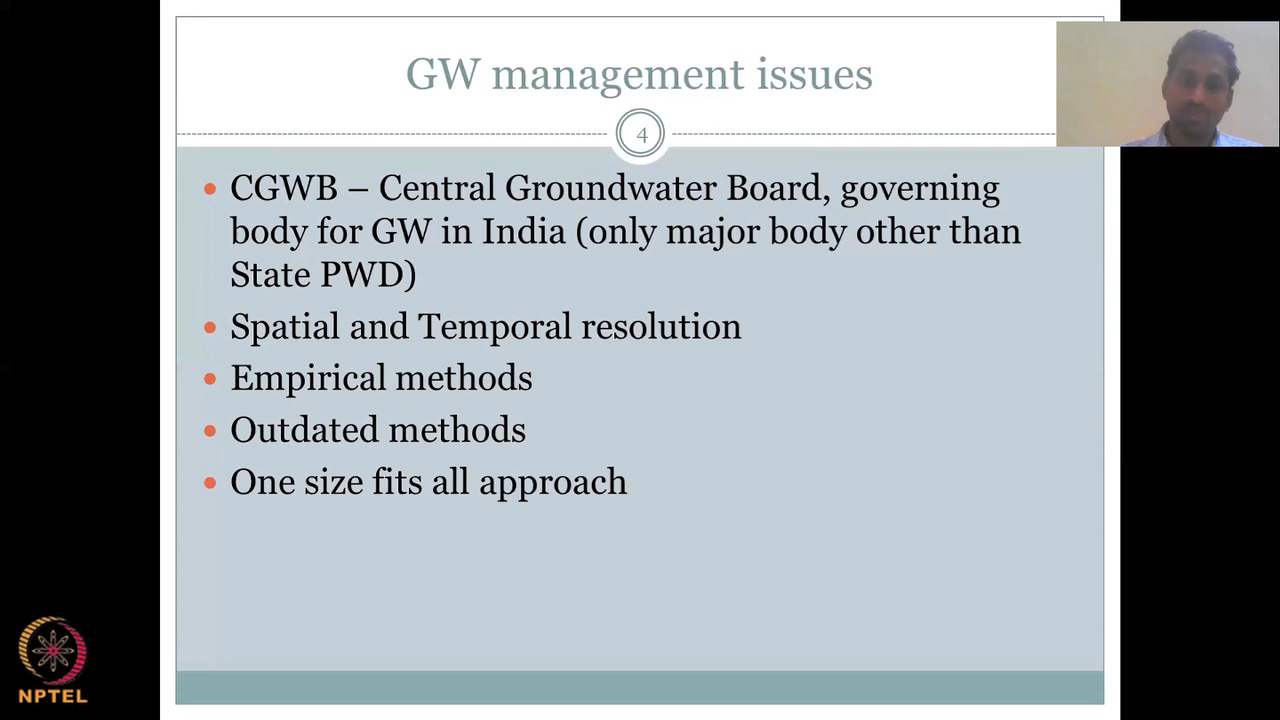 GW management issues
4
• CGWB – Central Groundwater Board, governing
body for GW in India (only major body other than
State PWD)
• Spatial and Temporal resolution
• Empirical methods
• Outdated methods
• One size fits all approach
NPTEL